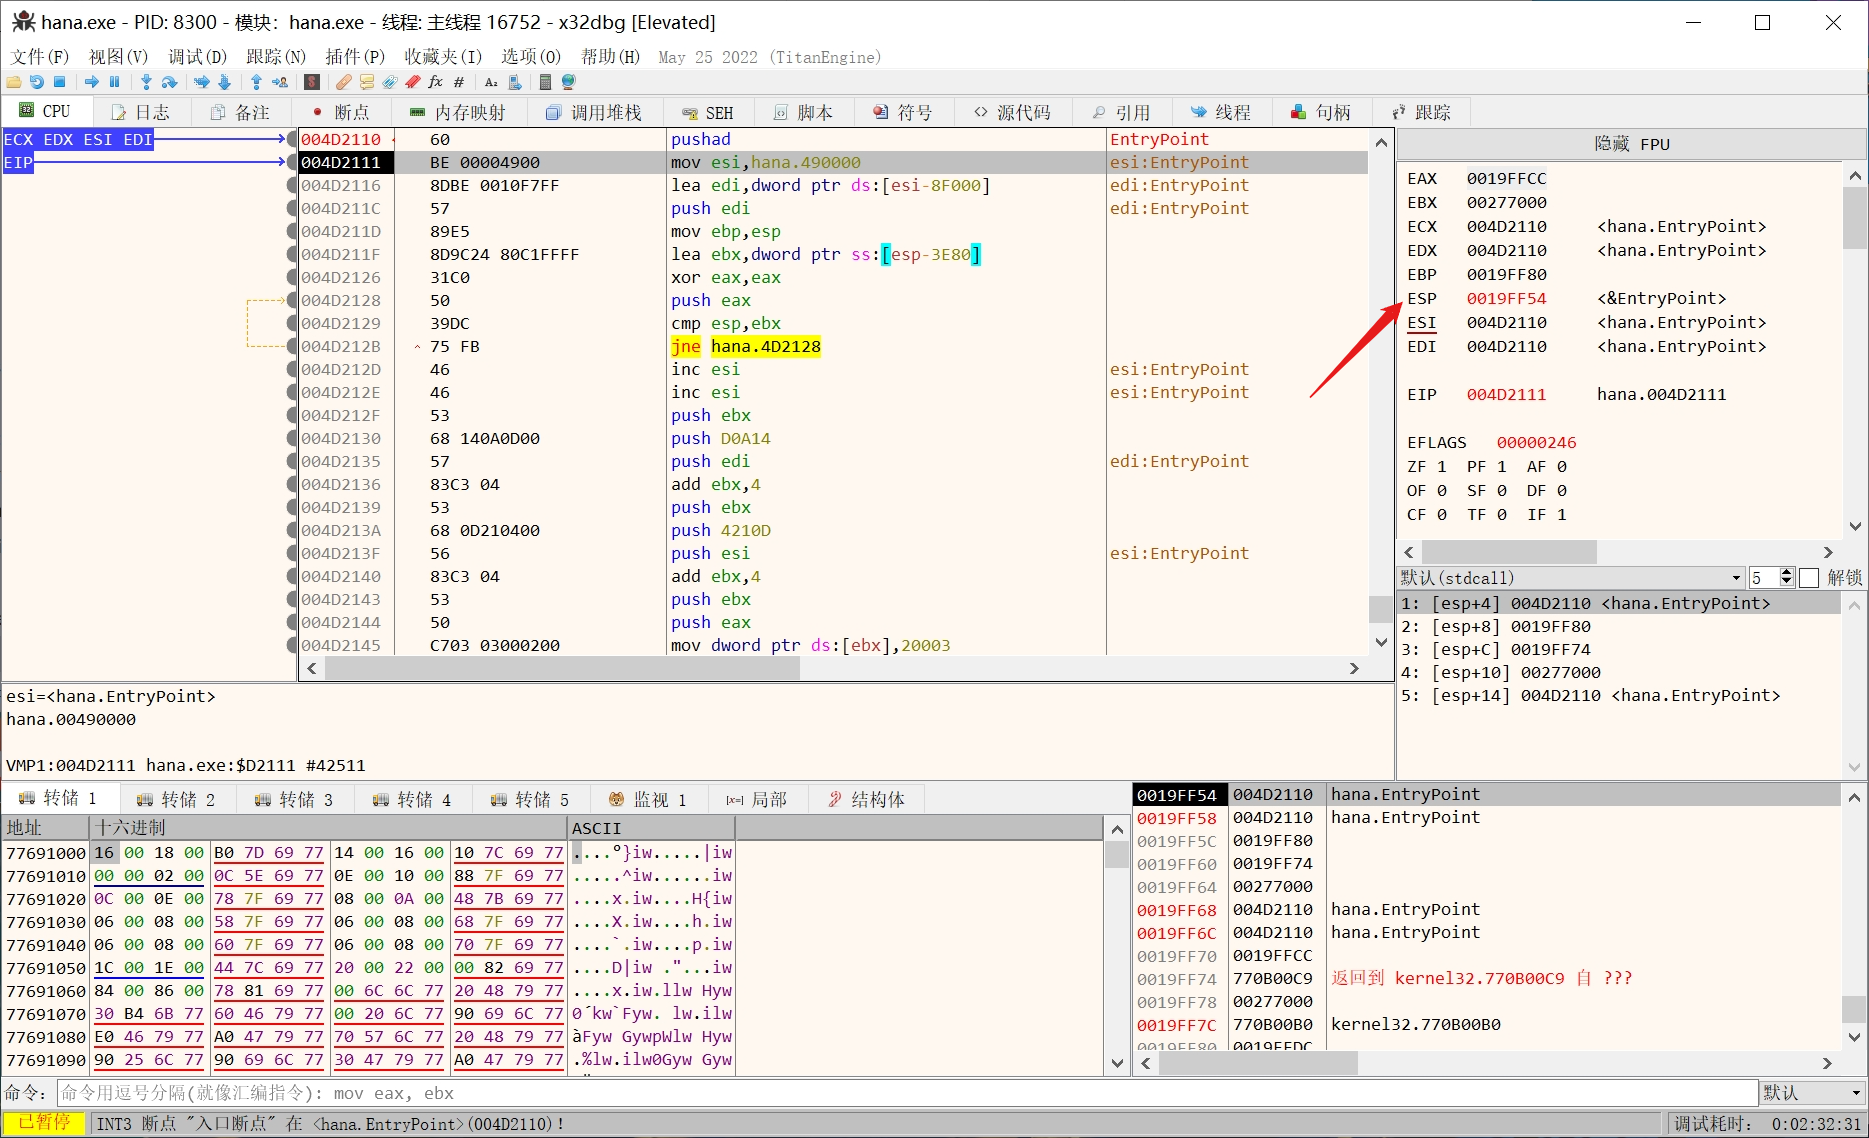 hana.exe - PID: 8300 - 模块: hana.exe - 线程: 主线程 16752 - x32dbg [Elevated]
文件(F) 视图(V) 调试(D) 跟踪(N) 插件(P) 收藏夹(I) 选项(O) 帮助(H) May 25 2022 (TitanEngine)
CPU 日志 备注 断点 内存映射 调用堆栈 SEH 脚本 符号 源代码 引用 线程 句柄 跟踪
ECX EDX ESI EDI
EIP
004D2110 60 pushad EntryPoint
004D2111 BE 00004900 mov esi,hana.490000 esi:EntryPoint
004D2116 8DBE 0010F7FF lea edi,dword ptr ds:[esi-8F000] edi:EntryPoint
004D211C 57 push edi edi:EntryPoint
004D211D 89E5 mov ebp,esp
004D211F 8D9C24 80C1FFFF lea ebx,dword ptr ss:[esp-3E80]
004D2126 31C0 xor eax,eax
004D2128 50 push eax
004D2129 39DC cmp esp,ebx
004D212B 75 FB jne hana.4D2128
004D212D 46 inc esi esi:EntryPoint
004D212E 46 inc esi esi:EntryPoint
004D212F 53 push ebx
004D2130 68 140A0D00 push D0A14
004D2135 57 push edi edi:EntryPoint
004D2136 83C3 04 add ebx,4
004D2139 53 push ebx
004D213A 68 0D210400 push 4210D
004D213F 56 push esi esi:EntryPoint
004D2140 83C3 04 add ebx,4
004D2143 53 push ebx
004D2144 50 push eax
004D2145 C703 03000200 mov dword ptr ds:[ebx],20003
隐藏 FPU
EAX 0019FFCC
EBX 00277000
ECX 004D2110 <hana.EntryPoint>
EDX 004D2110 <hana.EntryPoint>
EBP 0019FF80
ESP 0019FF54 <&EntryPoint>
ESI 004D2110 <hana.EntryPoint>
EDI 004D2110 <hana.EntryPoint>
EIP 004D2111 hana.004D2111
EFLAGS 00000246
ZF 1 PF 1 AF 0
OF 0 SF 0 DF 0
CF 0 TF 0 IF 1
默认(stdcall) 5 解锁
1: [esp+4] 004D2110 <hana.EntryPoint>
2: [esp+8] 0019FF80
3: [esp+C] 0019FF74
4: [esp+10] 00277000
5: [esp+14] 004D2110 <hana.EntryPoint>
esi=<hana.EntryPoint>
hana.00490000
VMP1:004D2111 hana.exe:$D2111 #42511
转储 1 转储 2 转储 3 转储 4 转储 5 监视 1 [x=] 局部 结构体
地址 十六进制 ASCII
77691000 16 00 18 00 B0 7D 69 77 14 00 16 00 10 7C 69 77 ....°}iw.....|iw
77691010 00 00 02 00 0C 5E 69 77 0E 00 10 00 88 7F 69 77 .....^iw......iw
77691020 0C 00 0E 00 78 7F 69 77 08 00 0A 00 48 7B 69 77 ....x.iw....H{iw
77691030 06 00 08 00 58 7F 69 77 06 00 08 00 68 7F 69 77 ....X.iw....h.iw
77691040 06 00 08 00 60 7F 69 77 06 00 08 00 70 7F 69 77 ....`.iw....p.iw
77691050 1C 00 1E 00 44 7C 69 77 20 00 22 00 00 82 69 77 ....D|iw ."...iw
77691060 84 00 86 00 78 81 69 77 00 6C 6C 77 20 48 79 77 ....x.iw.llw Hyw
77691070 30 B4 6B 77 60 46 79 77 00 20 6C 77 90 69 6C 77 0´kw`Fyw. lw.ilw
77691080 E0 46 79 77 A0 47 79 77 70 57 6C 77 20 48 79 77 àFyw GywpWlw Hyw
77691090 90 25 6C 77 90 69 6C 77 30 47 79 77 A0 47 79 77 .%lw.ilw0Gyw Gyw
0019FF54 004D2110 hana.EntryPoint
0019FF58 004D2110 hana.EntryPoint
0019FF5C 0019FF80
0019FF60 0019FF74
0019FF64 00277000
0019FF68 004D2110 hana.EntryPoint
0019FF6C 004D2110 hana.EntryPoint
0019FF70 0019FFCC
0019FF74 770B00C9 返回到 kernel32.770B00C9 自 ???
0019FF78 00277000
0019FF7C 770B00B0 kernel32.770B00B0
0019FF80 0019FFDC
命令: 命令用逗号分隔(就像汇编指令): mov eax, ebx 默认
已暂停 INT3 断点 "入口断点" 在 <hana.EntryPoint>(004D2110)! 调试耗时: 0:02:32:31